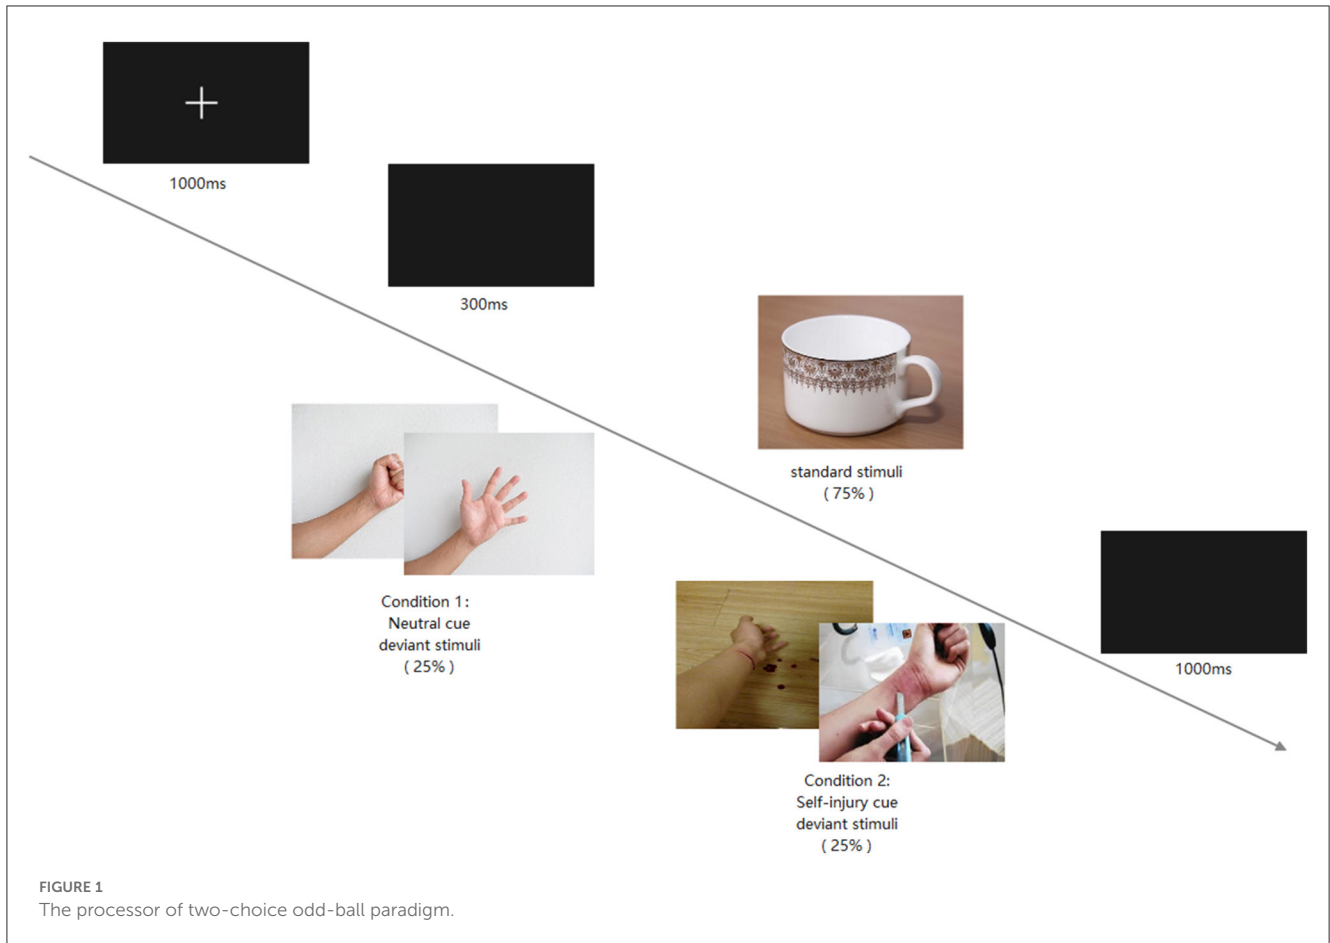 1000ms
300ms
standard stimuli
( 75% )
Condition 1:
Neutral cue
deviant stimuli
( 25% )
1000ms
Condition 2:
Self-injury cue
deviant stimuli
( 25% )
FIGURE 1
The processor of two-choice odd-ball paradigm.